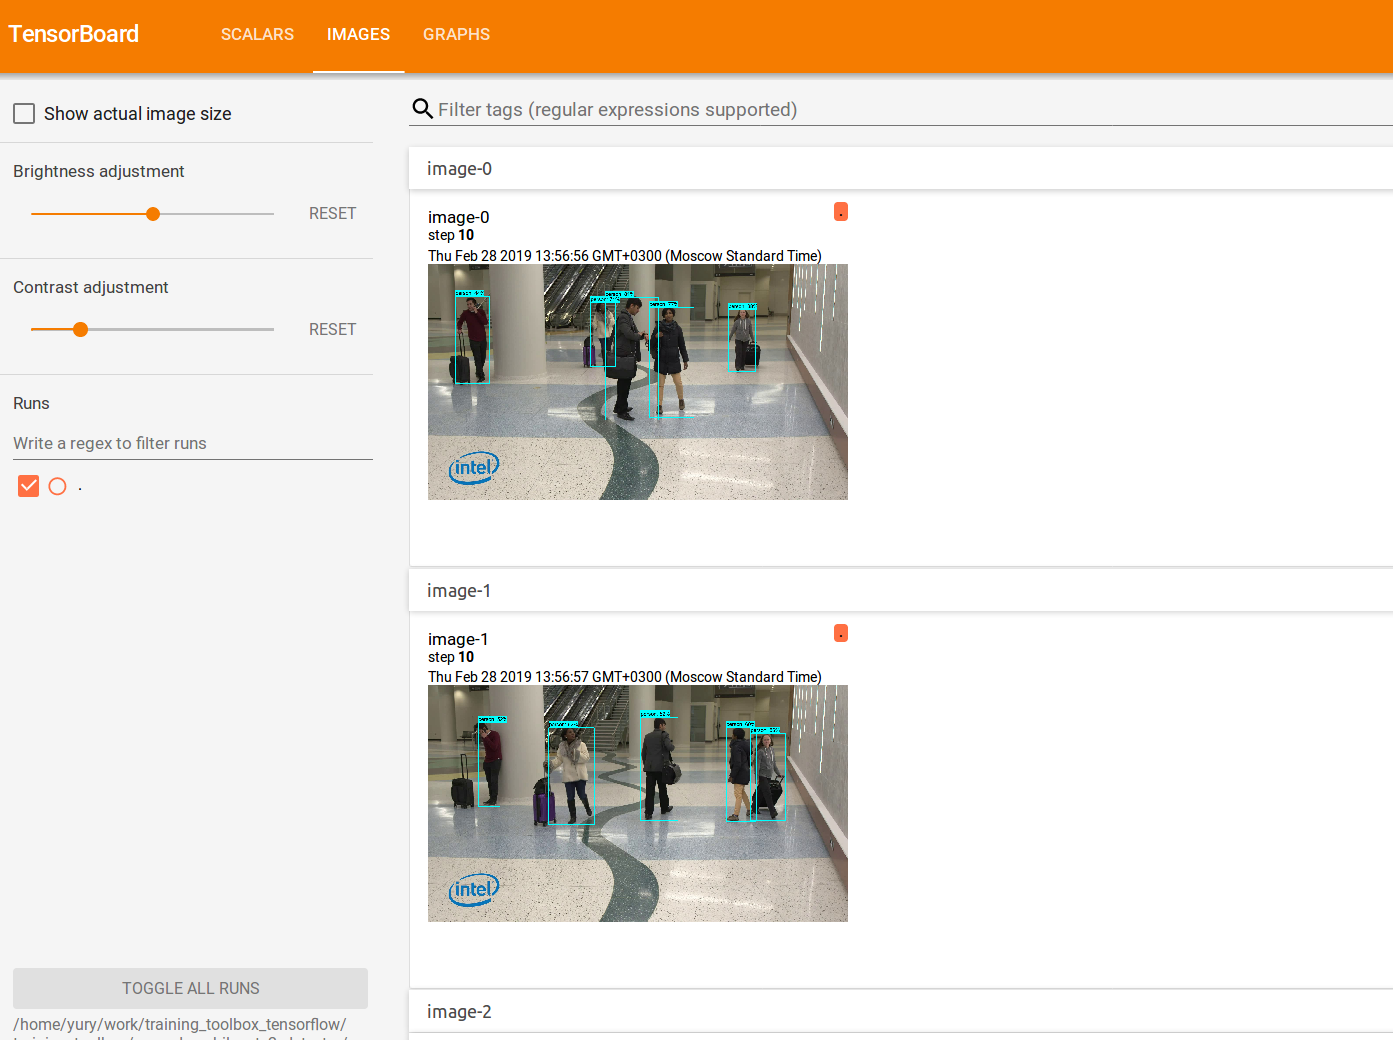 TensorBoard
SCALARS
IMAGES
GRAPHS
Show actual image size
Brightness adjustment
RESET
Contrast adjustment
RESET
Runs
Write a regex to filter runs
.
TOGGLE ALL RUNS
/home/yury/work/training_toolbox_tensorflow/
Filter tags (regular expressions supported)
image-0
image-0
.
step 10
Thu Feb 28 2019 13:56:56 GMT+0300 (Moscow Standard Time)
intel
image-1
image-1
.
step 10
Thu Feb 28 2019 13:56:57 GMT+0300 (Moscow Standard Time)
intel
image-2